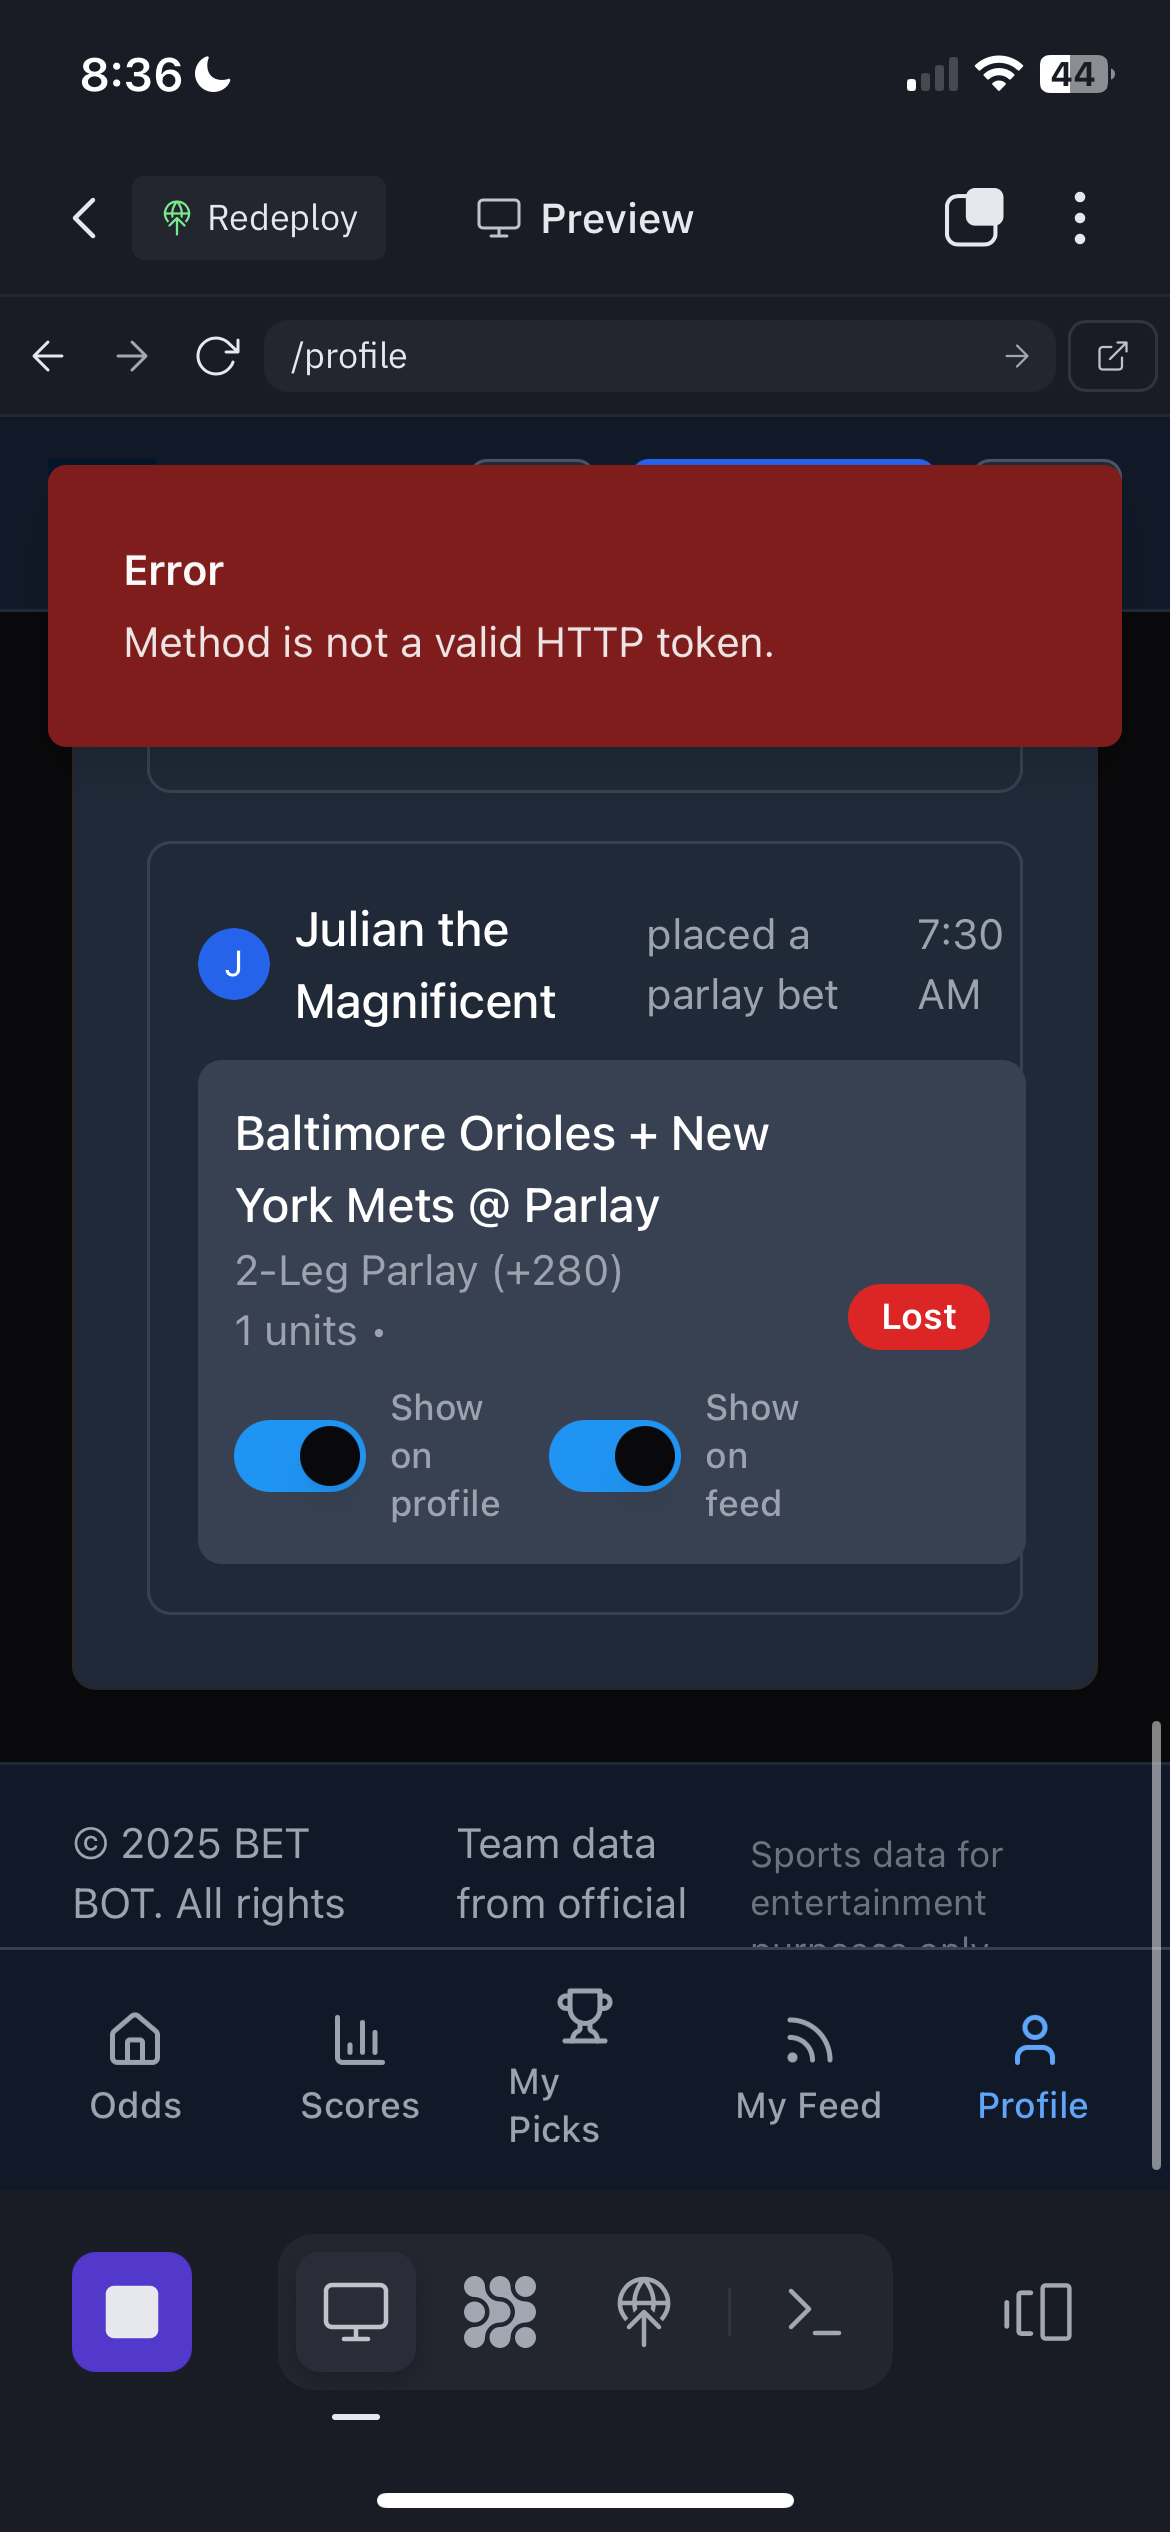 8:36
44
Redeploy
Preview
/profile
Error
Method is not a valid HTTP token.
J
Julian the
Magnificent
placed a
parlay bet
7:30
AM
Baltimore Orioles + New
York Mets @ Parlay
2-Leg Parlay (+280)
1 units •
Lost
Show
on
profile
Show
on
feed
© 2025 BET
BOT. All rights
Team data
from official
Sports data for
entertainment
purposes only
Odds
Scores
My
Picks
My Feed
Profile